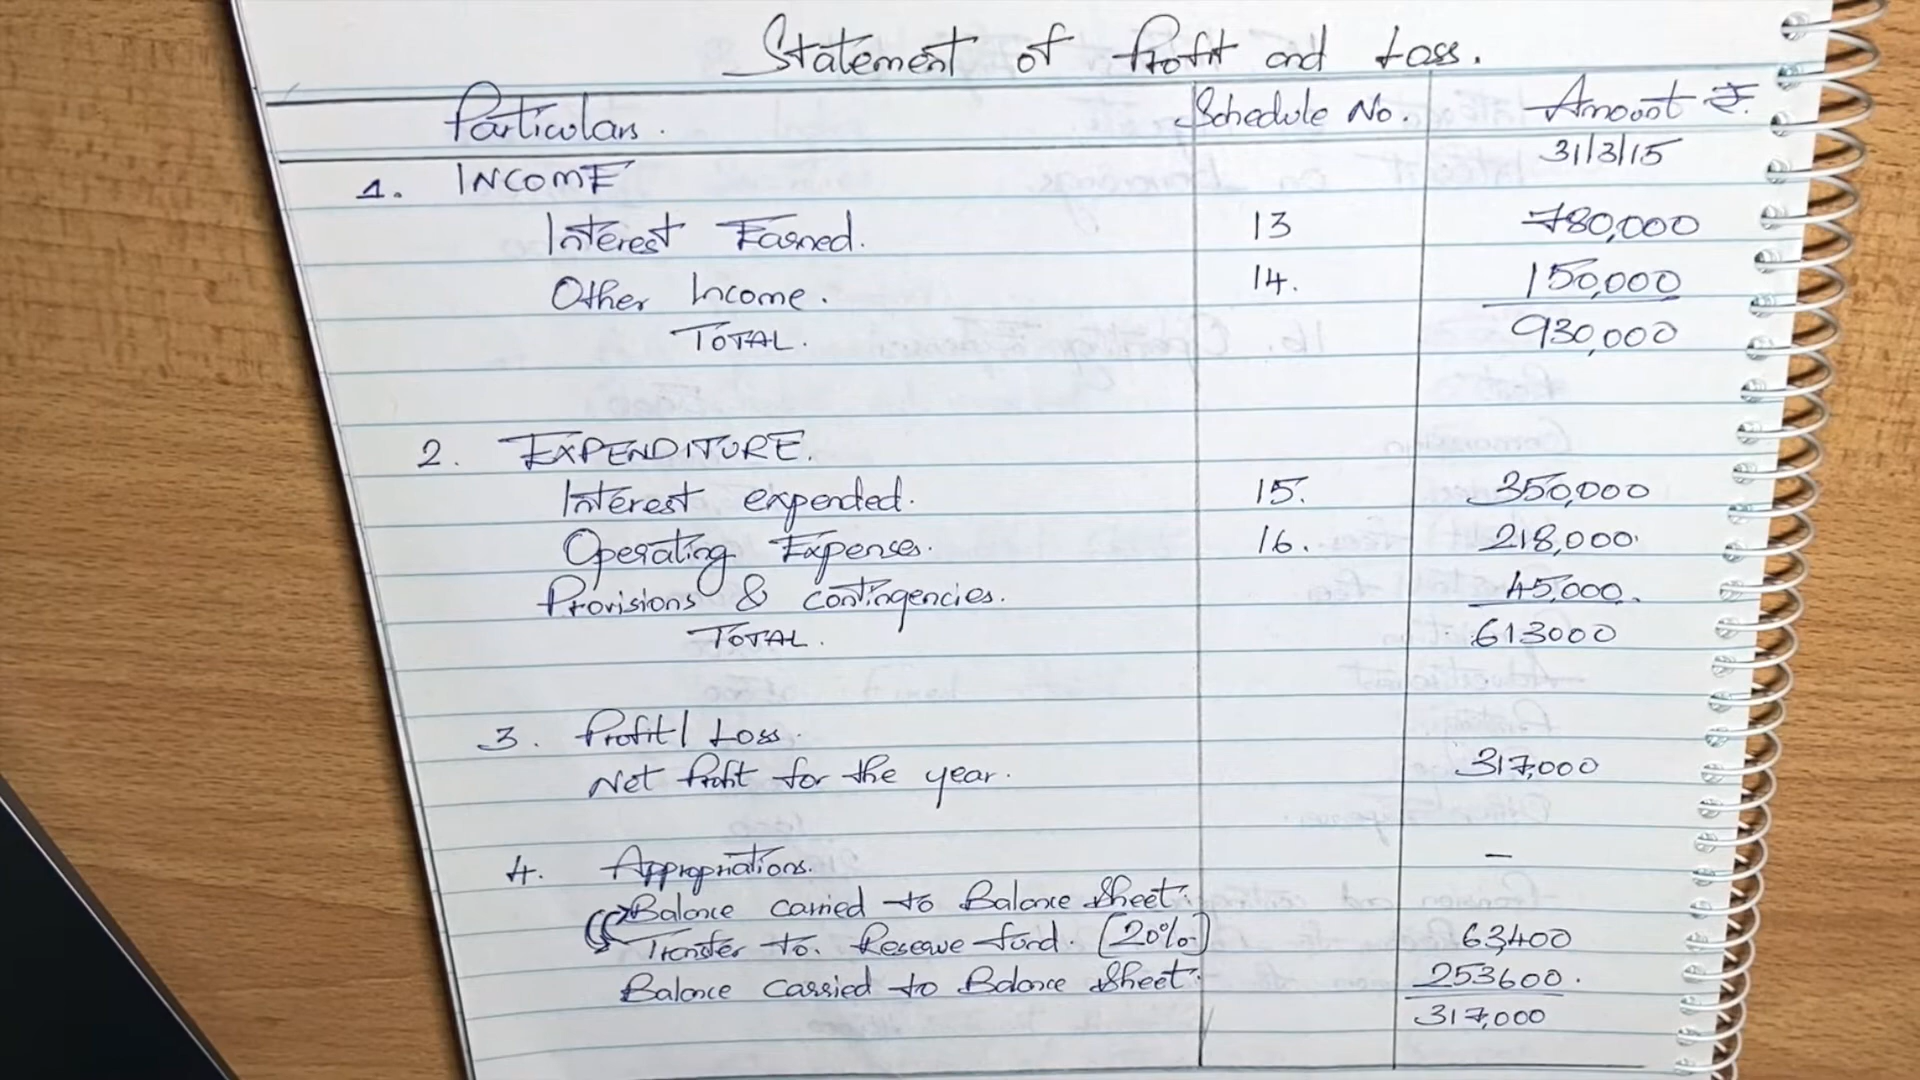 Statement of Profit and Loss.
Particulars. Schedule No. Amount ₹.
31/3/15
1. INCOME
Interest Earned. 13 780,000
Other Income. 14. 150,000
TOTAL. 930,000
2. EXPENDITURE.
Interest expended. 15. 350,000
Operating Expenses. 16. 218,000.
Provisions & contingencies. 45,000.
TOTAL. 613000
3. Profit/Loss.
Net Profit for the year. 317,000
4. Appropriations. —
Balance carried to Balance Sheet.
Transfer to. Reserve fund. [20%] 63,400
Balance carried to Balance Sheet. 253600.
317,000